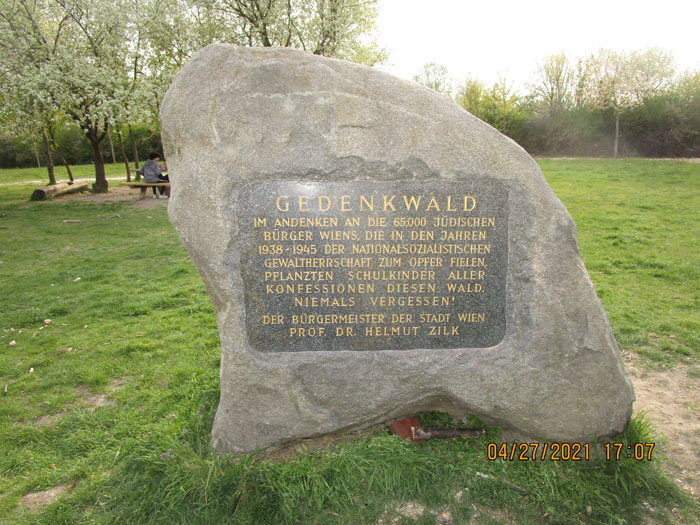 GEDENKWALD
IM ANDENKEN AN DIE 65.000 JÜDISCHEN
BÜRGER WIENS, DIE IN DEN JAHREN
1938-1945 DER NATIONALSOZIALISTISCHEN
GEWALTHERRSCHAFT ZUM OPFER FIELEN,
PFLANZTEN SCHULKINDER ALLER
KONFESSIONEN DIESEN WALD.
NIEMALS VERGESSEN!
DER BÜRGERMEISTER DER STADT WIEN
PROF. DR. HELMUT ZILK
04/27/2021 17:07